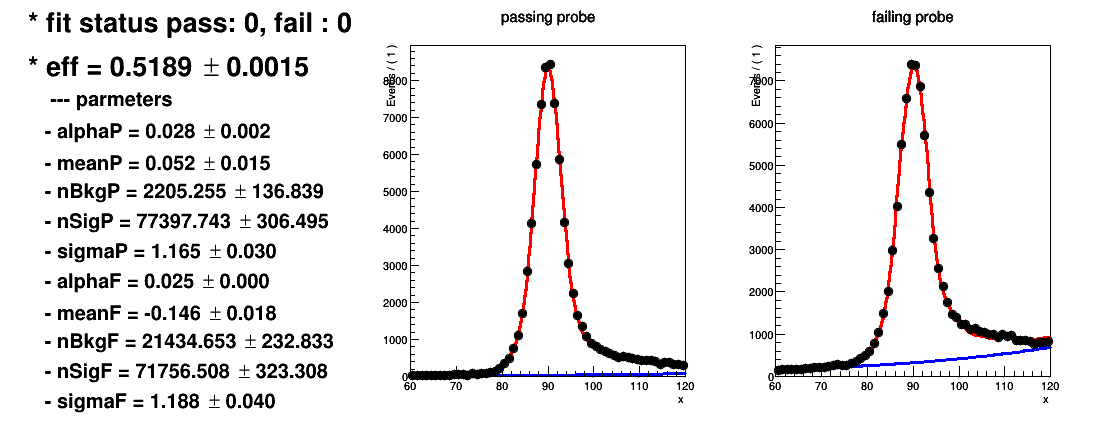 * fit status pass: 0, fail : 0
* eff = 0.5189 ± 0.0015
--- parmeters
- alphaP = 0.028 ± 0.002
- meanP = 0.052 ± 0.015
- nBkgP = 2205.255 ± 136.839
- nSigP = 77397.743 ± 306.495
- sigmaP = 1.165 ± 0.030
- alphaF = 0.025 ± 0.000
- meanF = -0.146 ± 0.018
- nBkgF = 21434.653 ± 232.833
- nSigF = 71756.508 ± 323.308
- sigmaF = 1.188 ± 0.040
passing probe
Events / ( 1 )
8000
7000
6000
5000
4000
3000
2000
1000
0
60 70 80 90 100 110 120
x
failing probe
Events / ( 1 )
7000
6000
5000
4000
3000
2000
1000
0
60 70 80 90 100 110 120
x